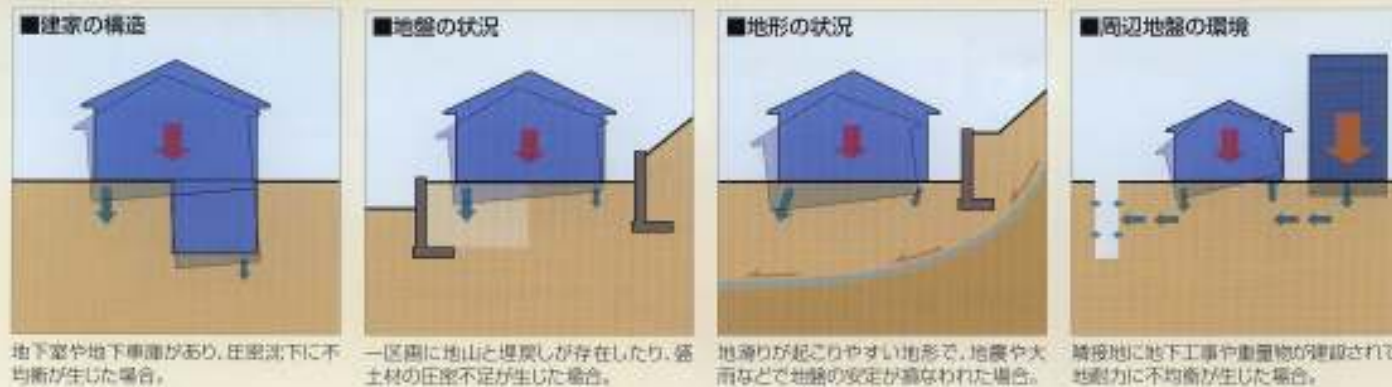 ■建家の構造
地下室や地下車庫があり、圧密沈下に不
均衡が生じた場合。
■地盤の状況
一区画に地山と埋戻しが存在したり、盛
土材の圧密不足が生じた場合。
■地形の状況
地滑りが起こりやすい地形で、地震や大
雨などで地盤の安定が損なわれた場合。
■周辺地盤の環境
隣接地に地下工事や重量物が建設されて
地耐力に不均衡が生じた場合。